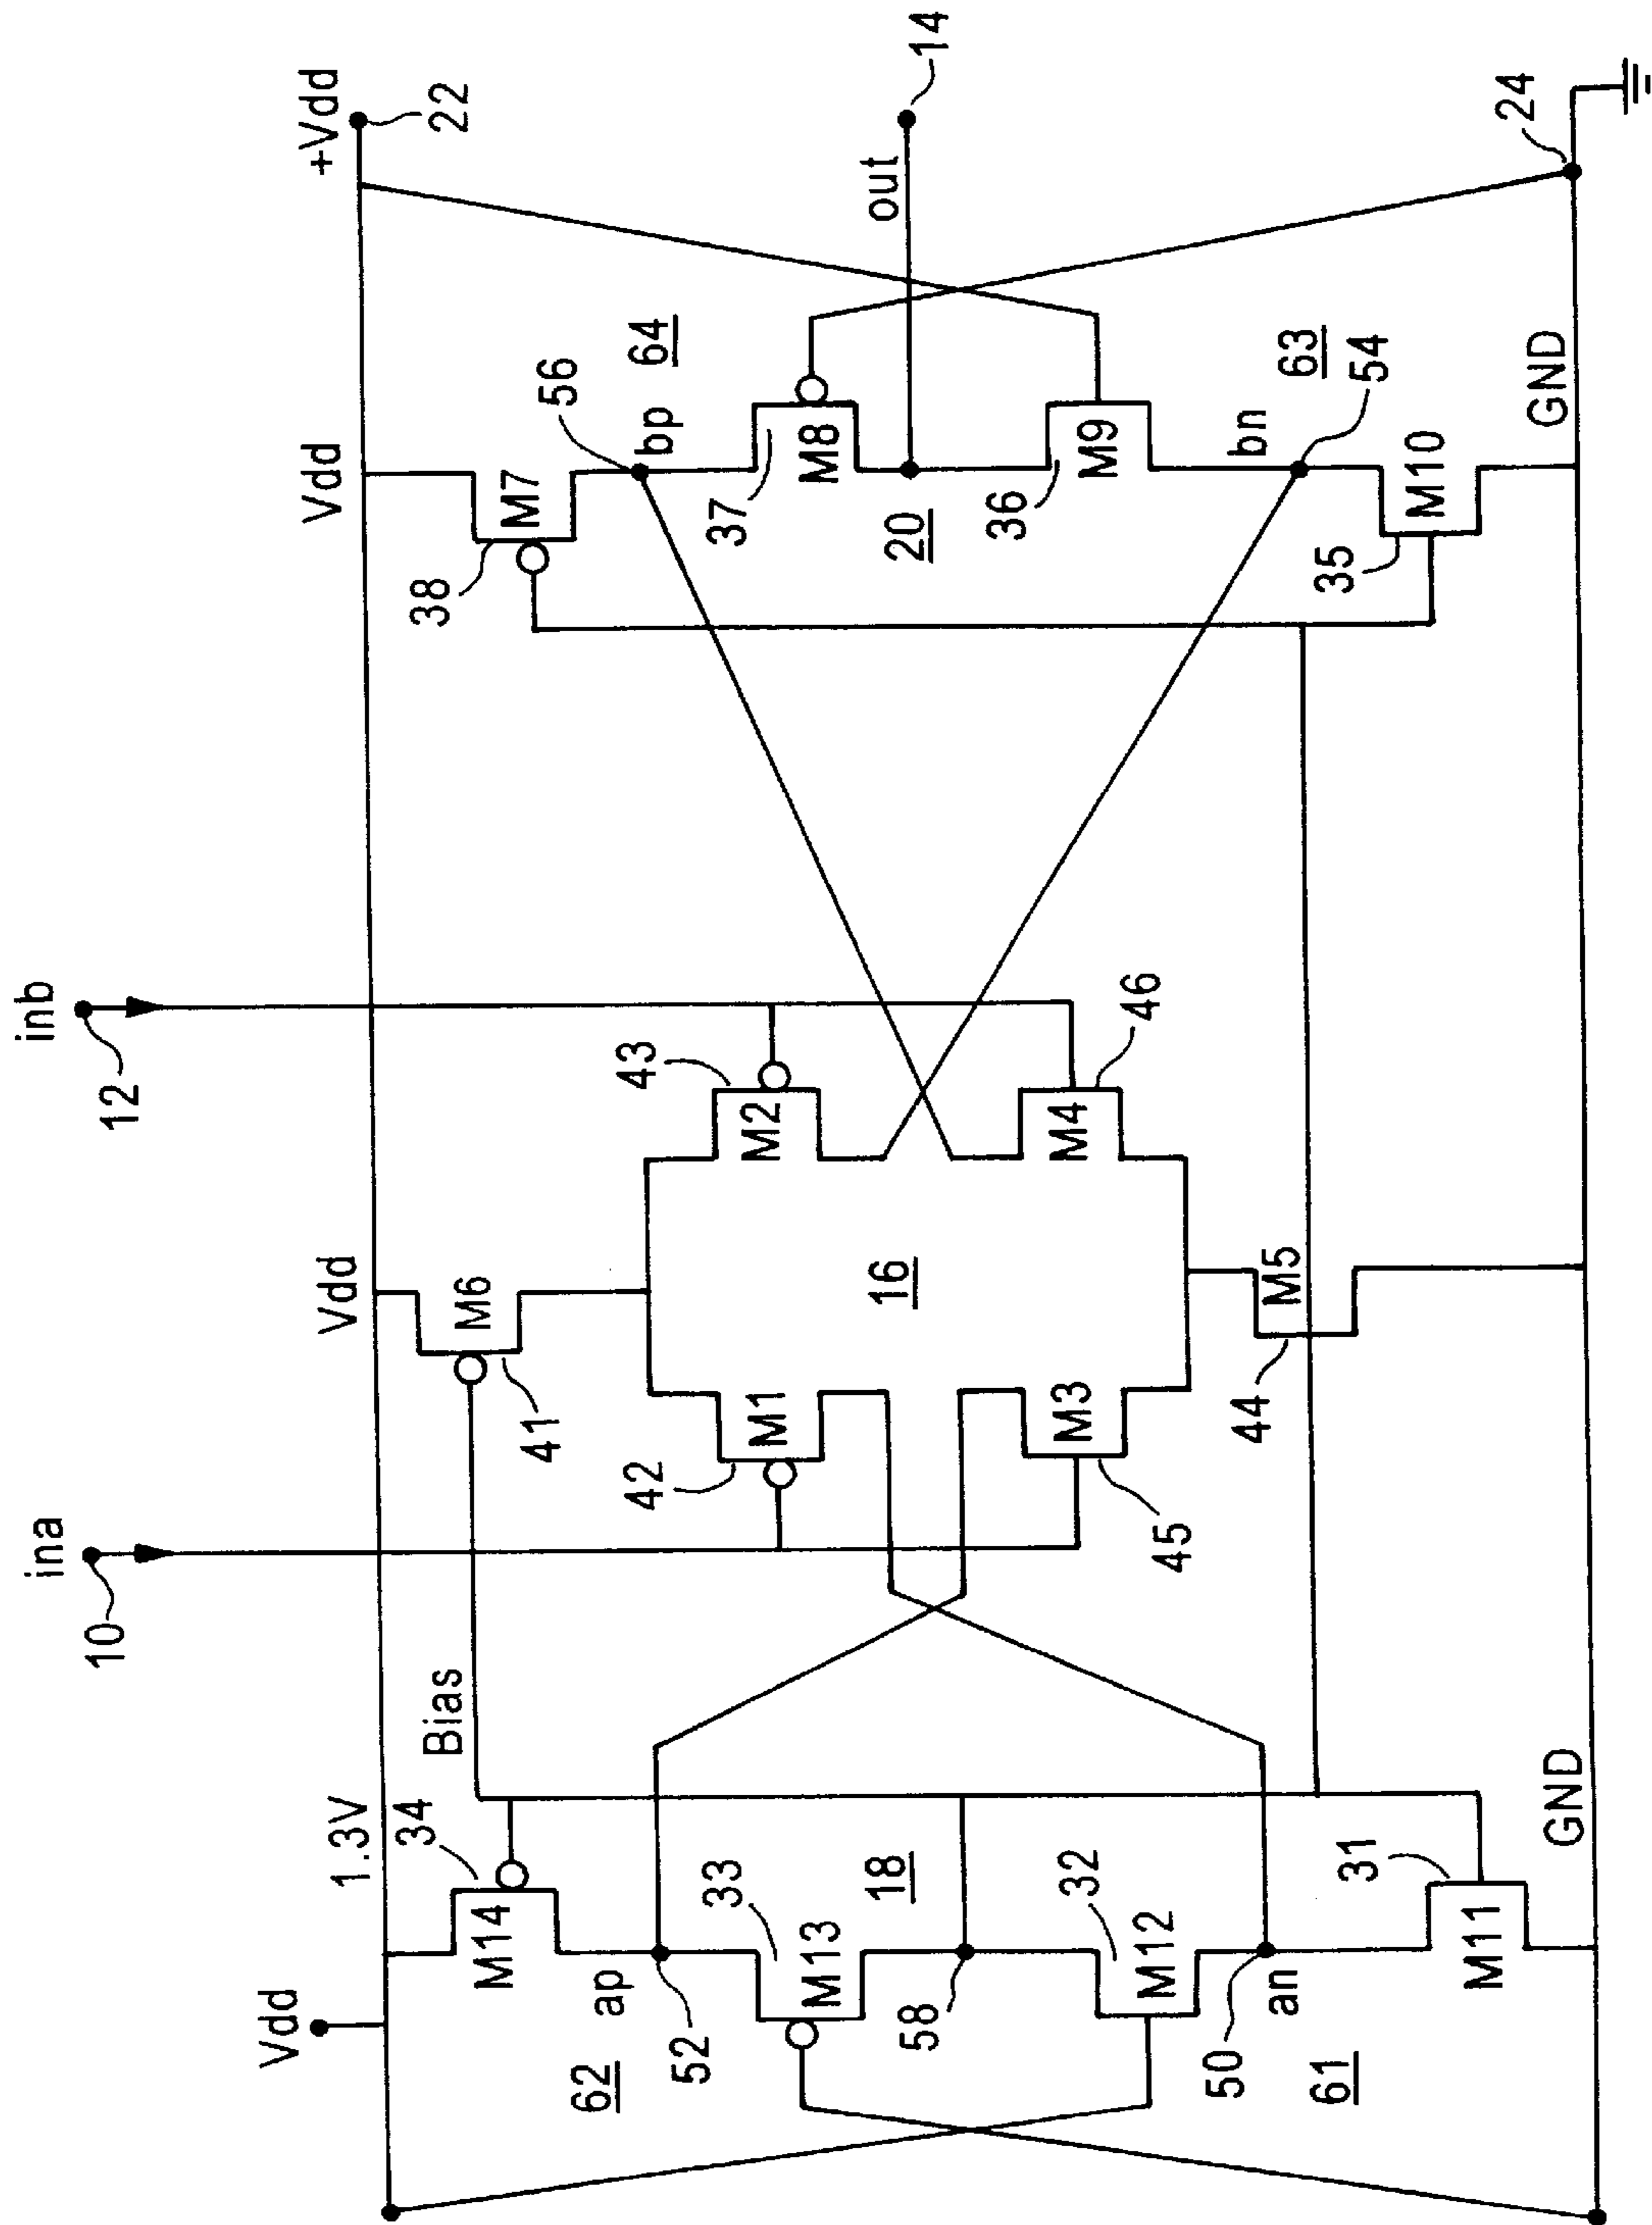 ina
10
inb
12
Vdd
1.3V
Vdd
Vdd
+Vdd
22
34
M14
Bias
41
M6
38
M7
ap
52
62
56
bp
64
33
M13
42
M1
43
M2
37
M8
18
58
16
20
out
14
32
M12
45
M3
46
M4
36
M9
50
an
61
44
M5
bn
63
54
31
M11
35
M10
GND
GND
24